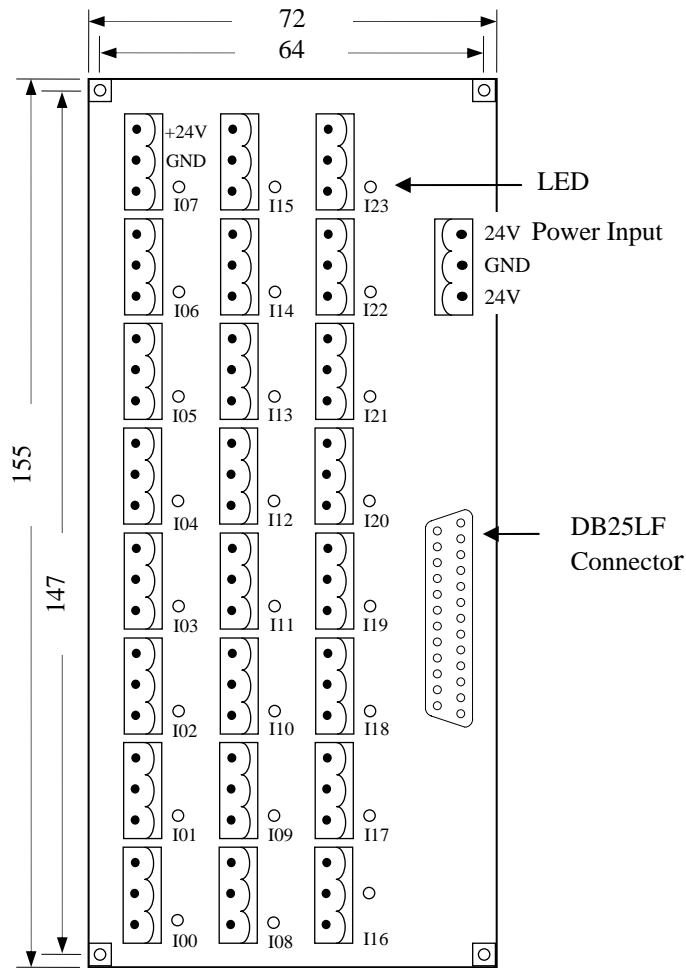 72
64
+24V
GND
LED
I07
I15
I23
24V Power Input
GND
24V
I06
I14
I22
I05
I13
I21
155
147
I04
I12
I20
DB25LF
Connector
I03
I11
I19
I02
I10
I18
I01
I09
I17
I00
I08
I16